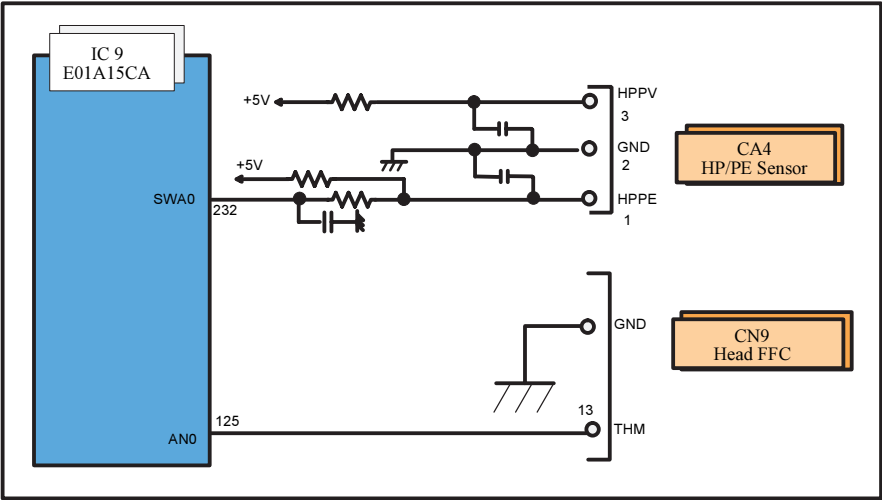 IC 9
E01A15CA
+5V
HPPV
3
GND
2
+5V
SWA0
232
HPPE
1
CA4
HP/PE Sensor
GND
CN9
Head FFC
13
THM
125
AN0